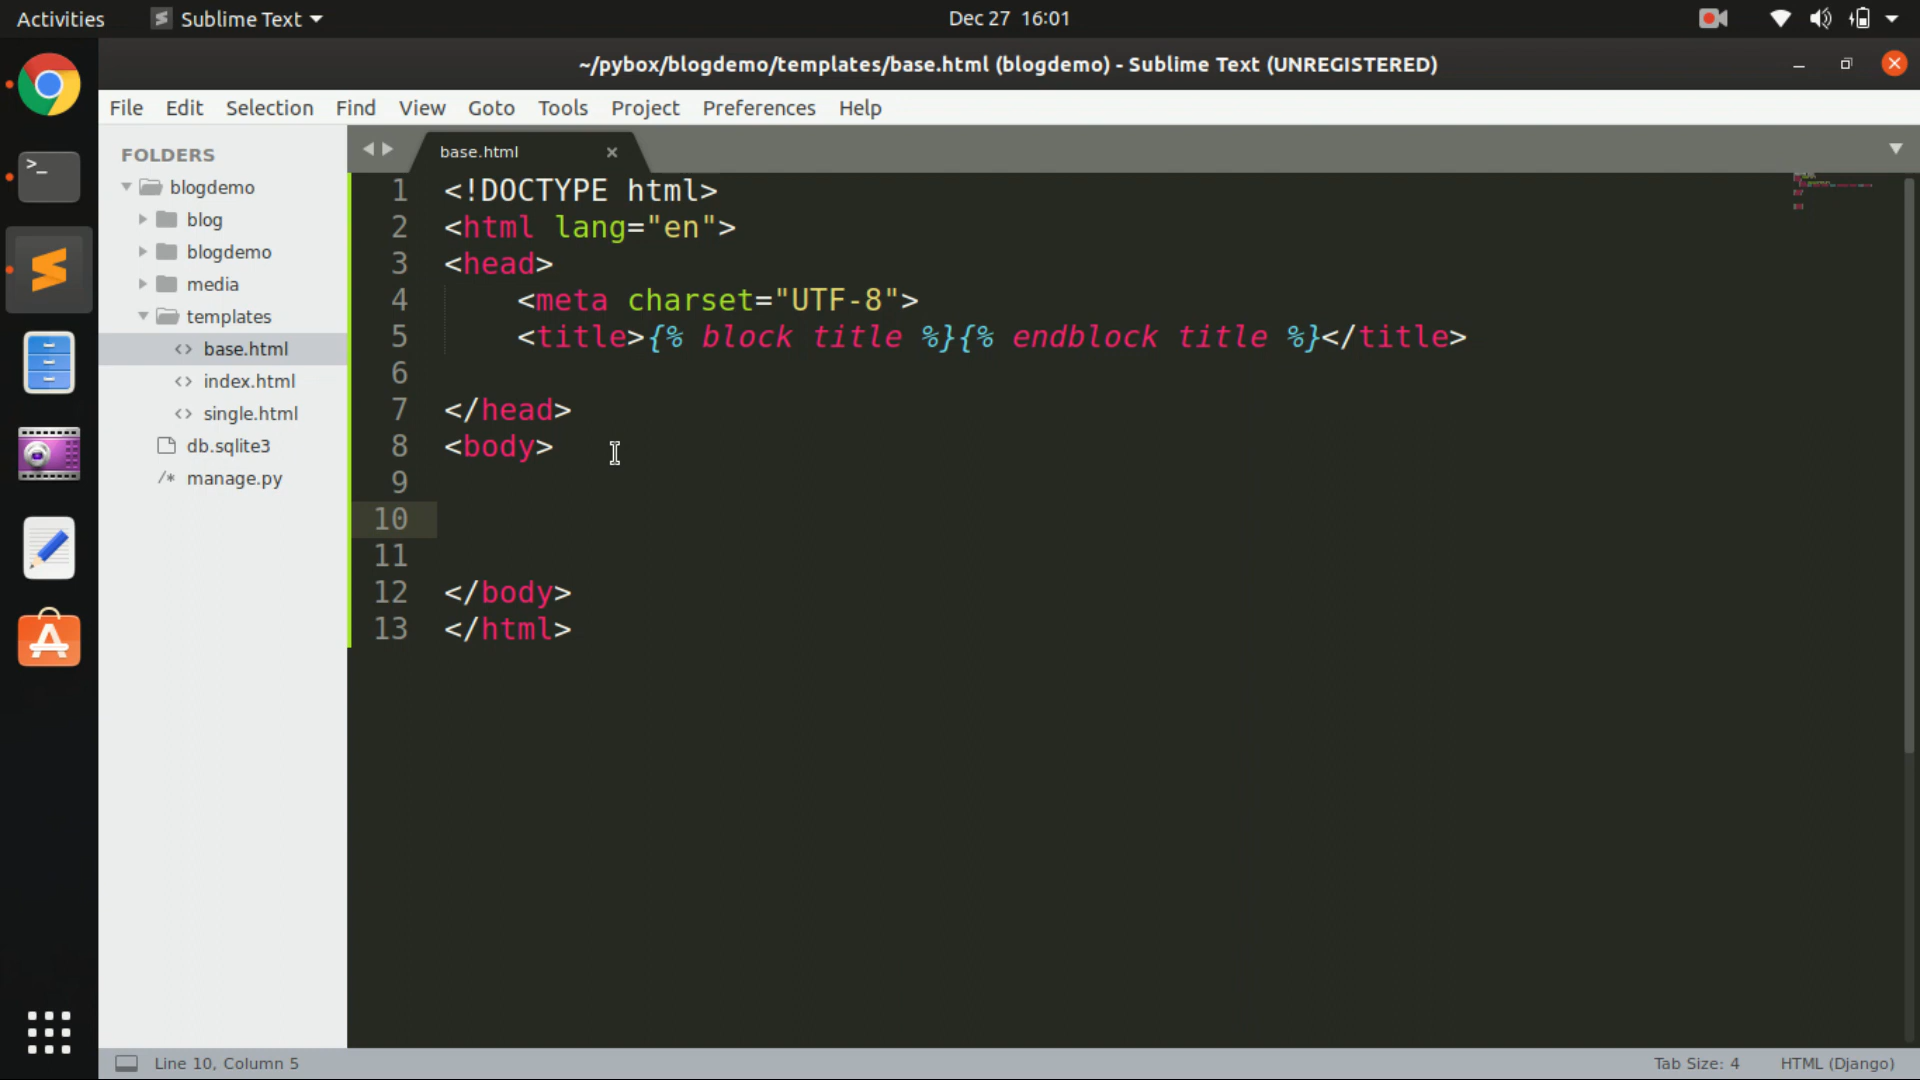 Activities Sublime Text Dec 27 16:01
~/pybox/blogdemo/templates/base.html (blogdemo) - Sublime Text (UNREGISTERED)
File Edit Selection Find View Goto Tools Project Preferences Help
FOLDERS
blogdemo
blog
blogdemo
media
templates
<> base.html
<> index.html
<> single.html
db.sqlite3
/* manage.py
base.html
1 <!DOCTYPE html>
2 <html lang="en">
3 <head>
4 <meta charset="UTF-8">
5 <title>{% block title %}{% endblock title %}</title>
6
7 </head>
8 <body>
9
10
11
12 </body>
13 </html>
Line 10, Column 5 Tab Size: 4 HTML (Django)